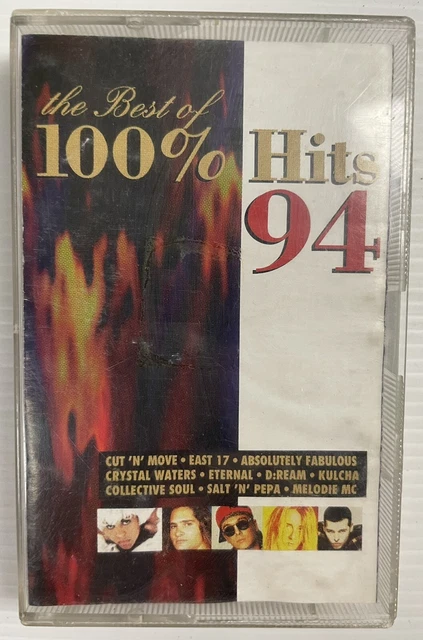 the Best of
100% Hits
94
CUT 'N' MOVE • EAST 17 • ABSOLUTELY FABULOUS
CRYSTAL WATERS • ETERNAL • D:REAM • KULCHA
COLLECTIVE SOUL • SALT 'N' PEPA • MELODIE MC